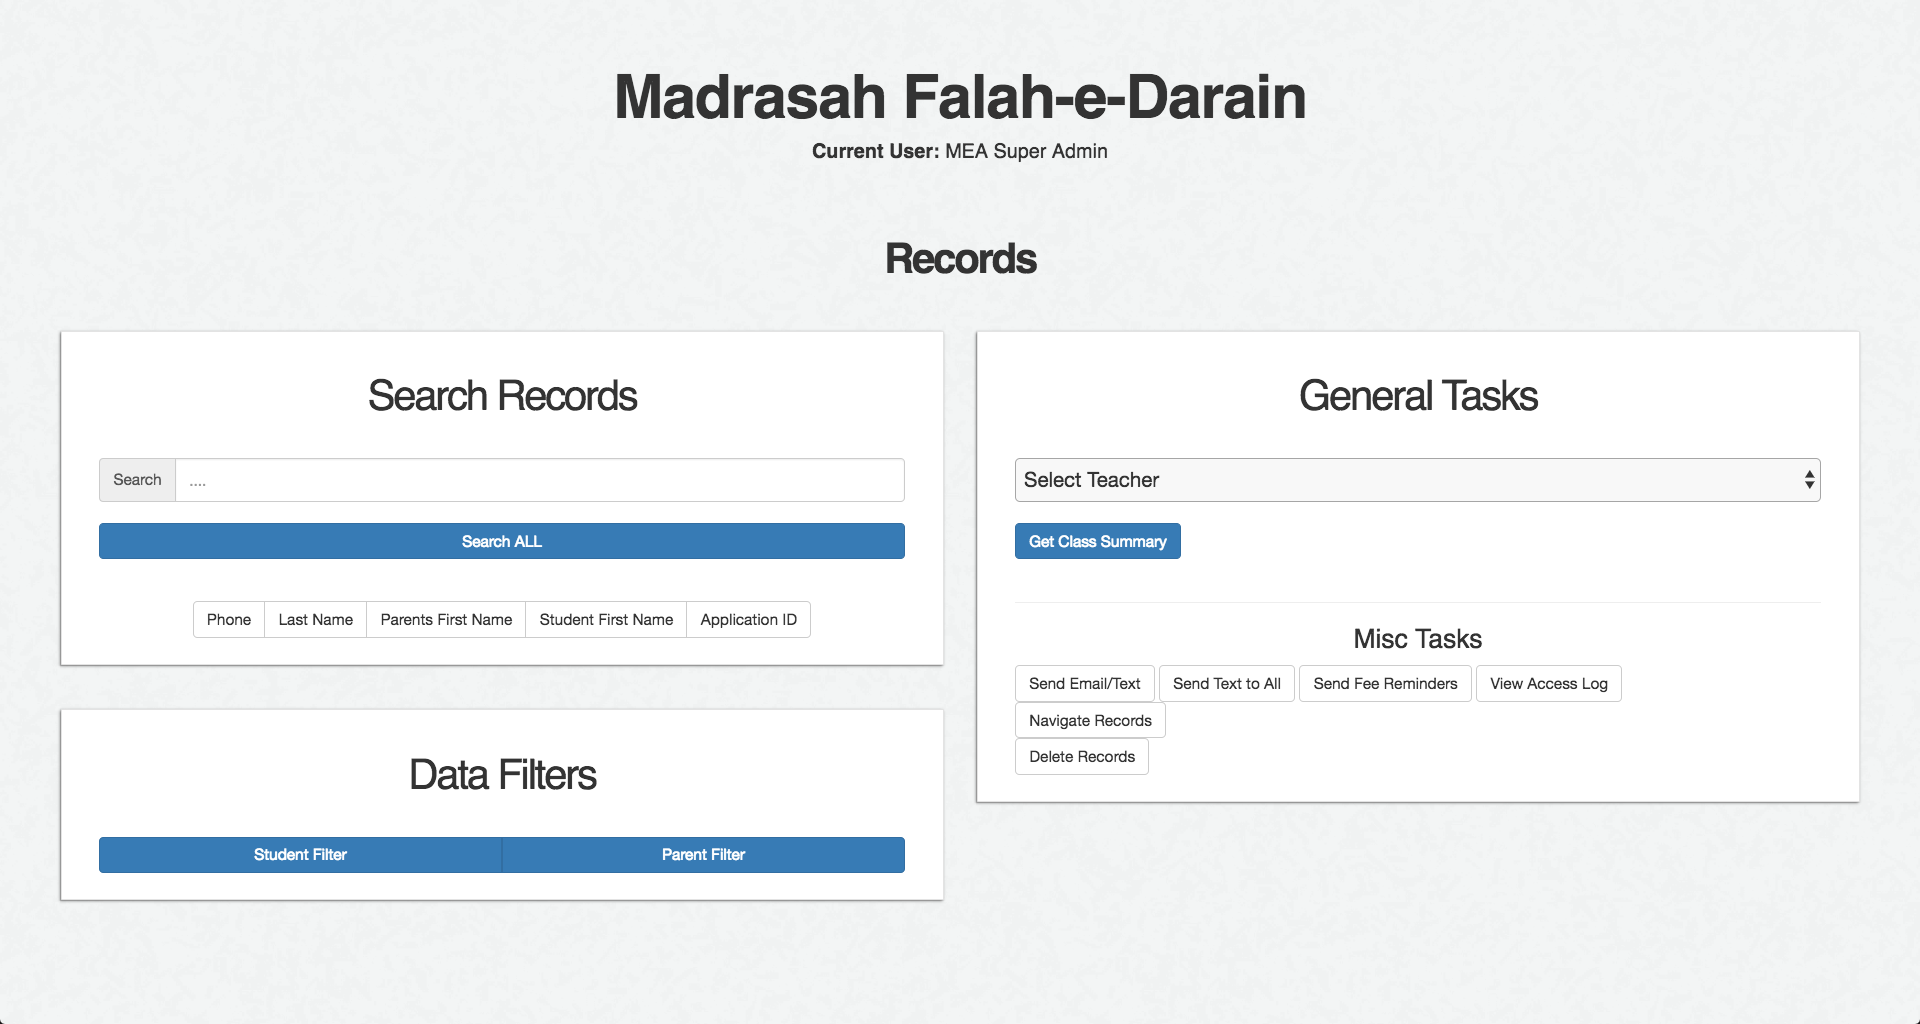 Madrasah Falah-e-Darain
Current User: MEA Super Admin
Records
Search Records
Search ....
Search ALL
Phone Last Name Parents First Name Student First Name Application ID
Data Filters
Student Filter Parent Filter
General Tasks
Select Teacher
Get Class Summary
Misc Tasks
Send Email/Text Send Text to All Send Fee Reminders View Access Log
Navigate Records
Delete Records